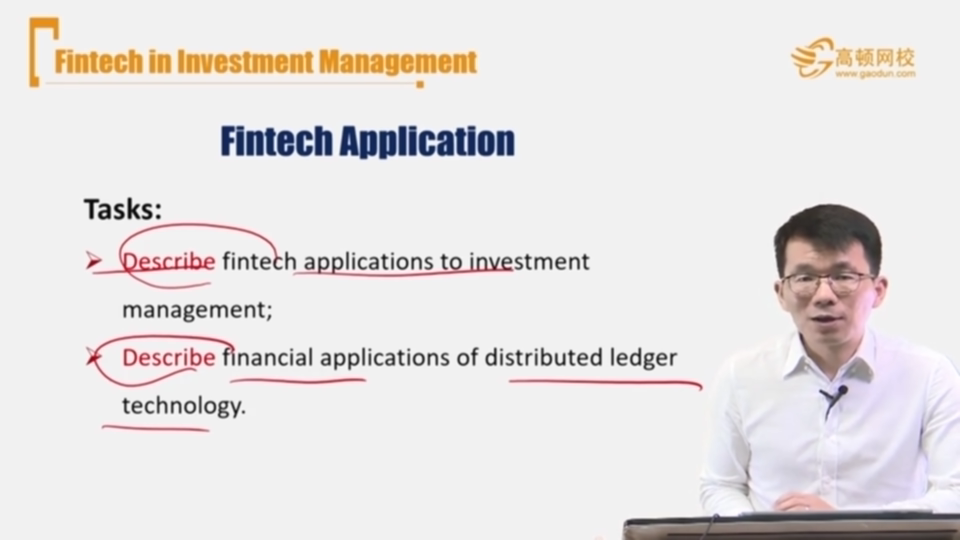 Fintech in Investment Management
高顿网校
www.gaodun.com
Fintech Application
Tasks:
Describe fintech applications to investment
management;
Describe financial applications of distributed ledger
technology.